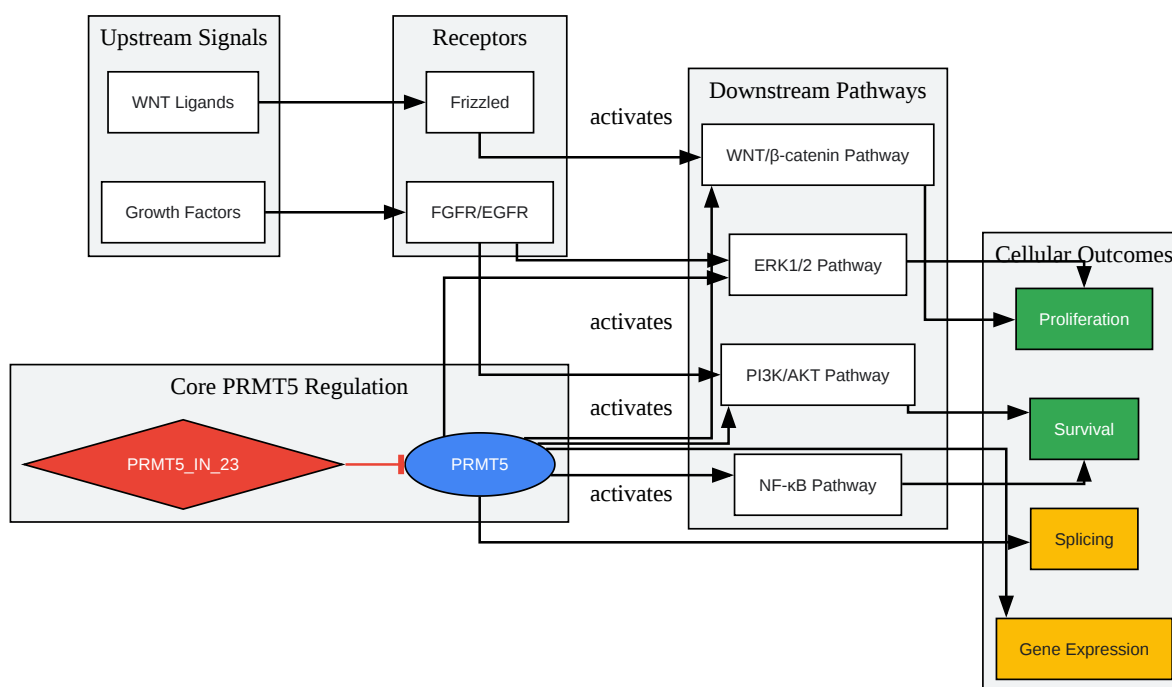 Upstream Signals
WNT Ligands
Growth Factors
Receptors
Frizzled
FGFR/EGFR
Core PRMT5 Regulation
PRMT5_IN_23
PRMT5
activates
activates
activates
activates
Downstream Pathways
WNT/β-catenin Pathway
ERK1/2 Pathway
PI3K/AKT Pathway
NF-κB Pathway
Cellular Outcomes
Proliferation
Survival
Splicing
Gene Expression